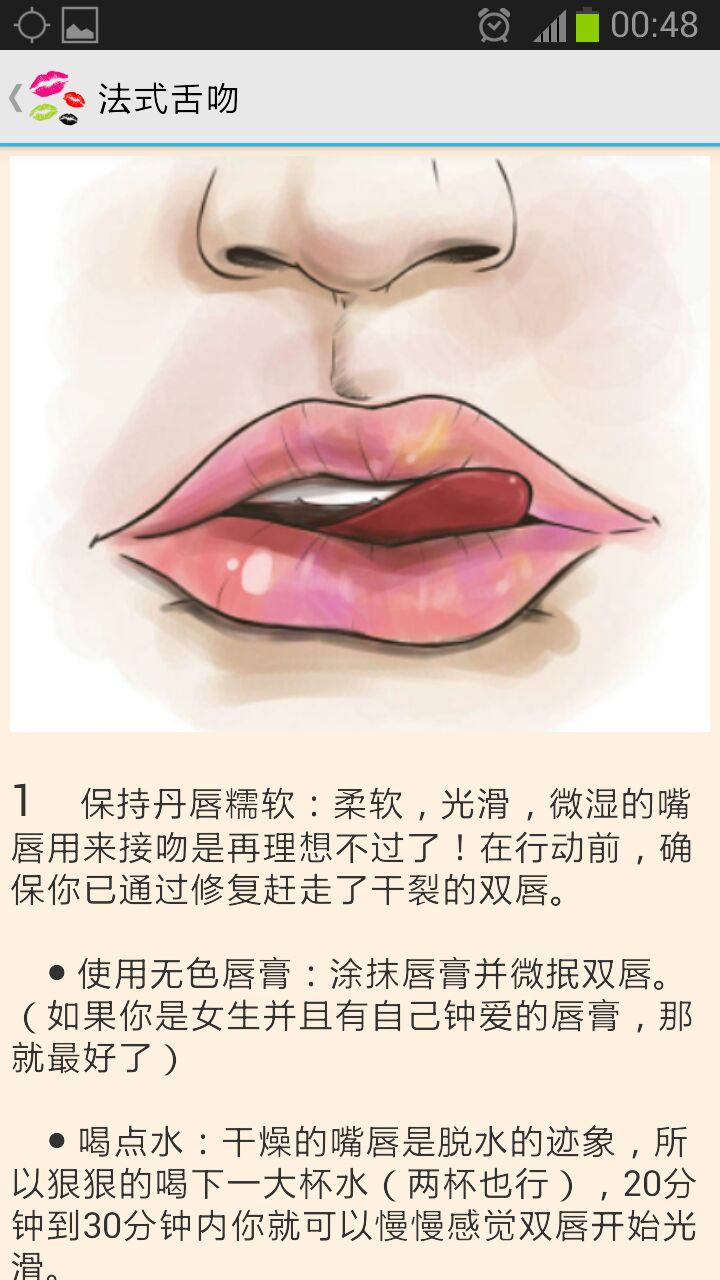 00:48
法式舌吻
1 保持丹唇糯软：柔软，光滑，微湿的嘴
唇用来接吻是再理想不过了！在行动前，确
保你已通过修复赶走了干裂的双唇。
●使用无色唇膏：涂抹唇膏并微抿双唇。
（如果你是女生并且有自己钟爱的唇膏，那
就最好了）
●喝点水：干燥的嘴唇是脱水的迹象，所
以狠狠的喝下一大杯水（两杯也行），20分
钟到30分钟内你就可以慢慢感觉双唇开始光
滑。